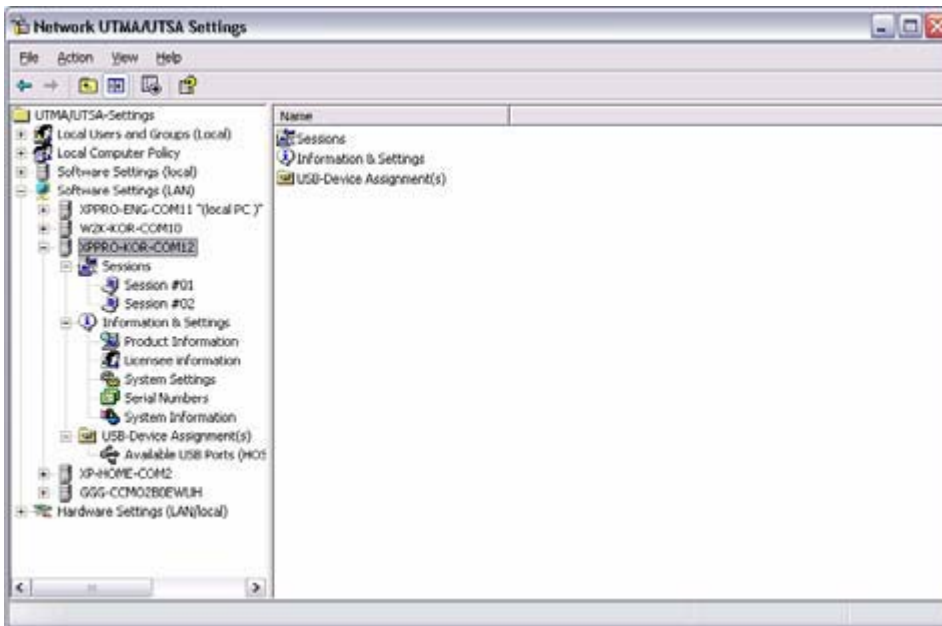 Network UTMA/UTSA Settings
File Action View Help
UTMA/UTSA-Settings
Local Users and Groups (Local)
Local Computer Policy
Software Settings (local)
Software Settings (LAN)
XPPRO-ENG-COM11 "(local PC )"
W2K-KOR-COM10
XPPRO-KOR-COM12
Sessions
Session #01
Session #02
Information & Settings
Product Information
Licensee information
System Settings
Serial Numbers
System Information
USB-Device Assignment(s)
Available USB Ports (HOS
XP-HOME-COM2
GGG-CCMO2B0EWUH
Hardware Settings (LAN/local)
Name
Sessions
Information & Settings
USB-Device Assignment(s)